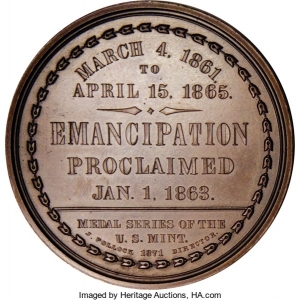 MARCH 4. 1861.
TO
APRIL 15. 1865.
EMANCIPATION
PROCLAIMED
JAN. 1. 1863.
MEDAL SERIES OF THE
U. S. MINT.
J. POLLOCK 1871 DIRECTOR.
Imaged by Heritage Auctions, HA.com